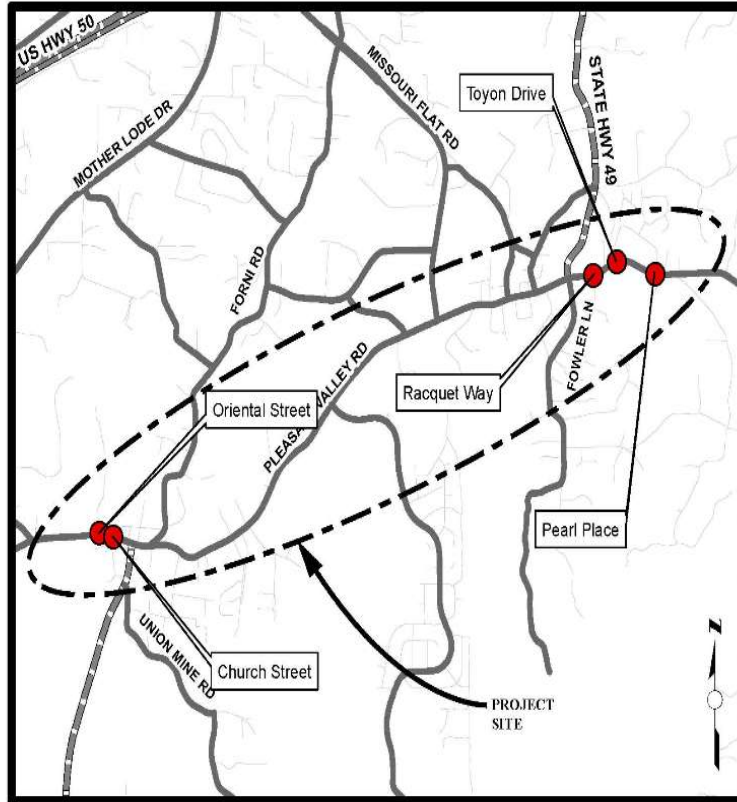 US HWY 50
MISSOURI FLAT RD
Toyon Drive
STATE HWY 49
MOTHER LODE DR
FORNI RD
FOWLER LN
Racquet Way
Oriental Street
PLEASA VALLEY RD
Pearl Place
UNION MINE RD
Church Street
PROJECT
SITE
N